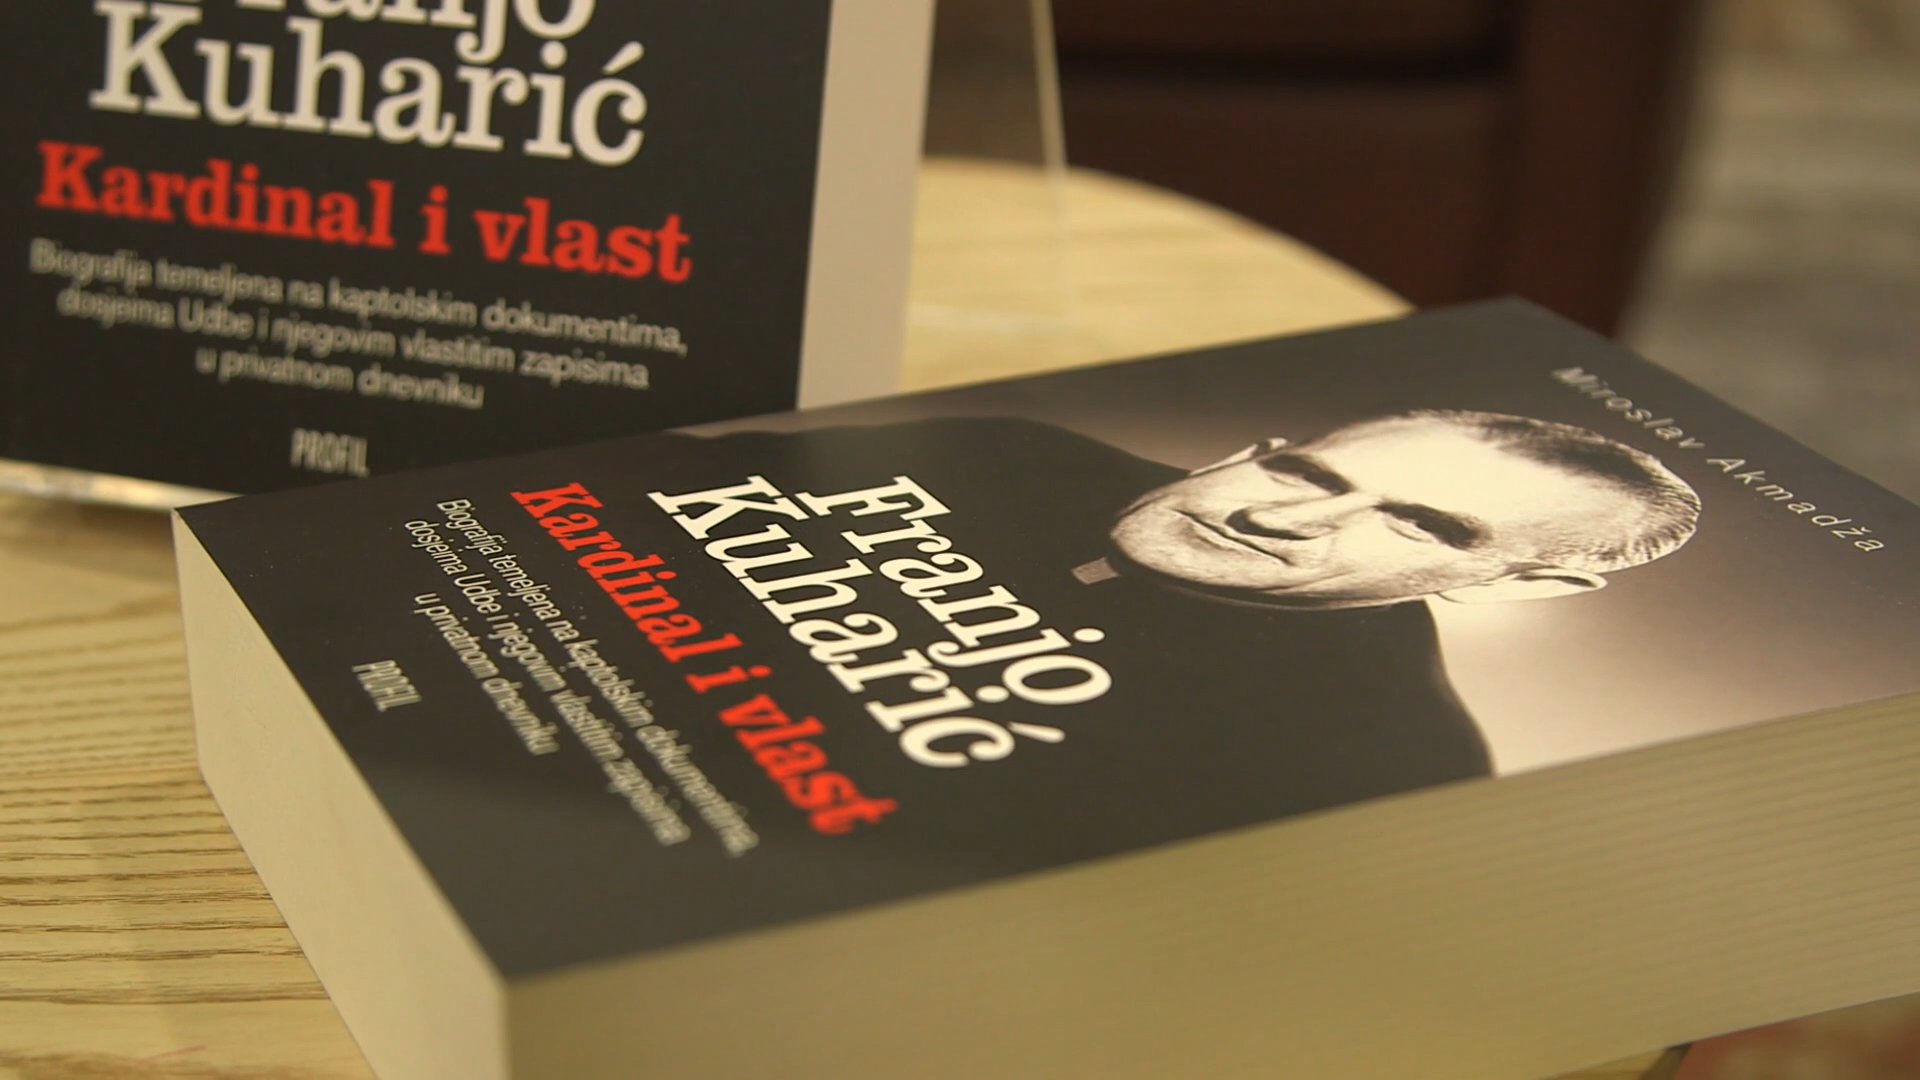 Franjo
Kuharić
Kardinal i vlast
Biografija temeljena na kaptolskim dokumentima,
dosjeima Udbe i njegovim vlastitim zapisima
u privatnom dnevniku
PROFIL
Miroslav Akmadža
Franjo
Kuharić
Kardinal i vlast
Biografija temeljena na kaptolskim dokumentima,
dosjeima Udbe i njegovim vlastitim zapisima
u privatnom dnevniku
PROFIL